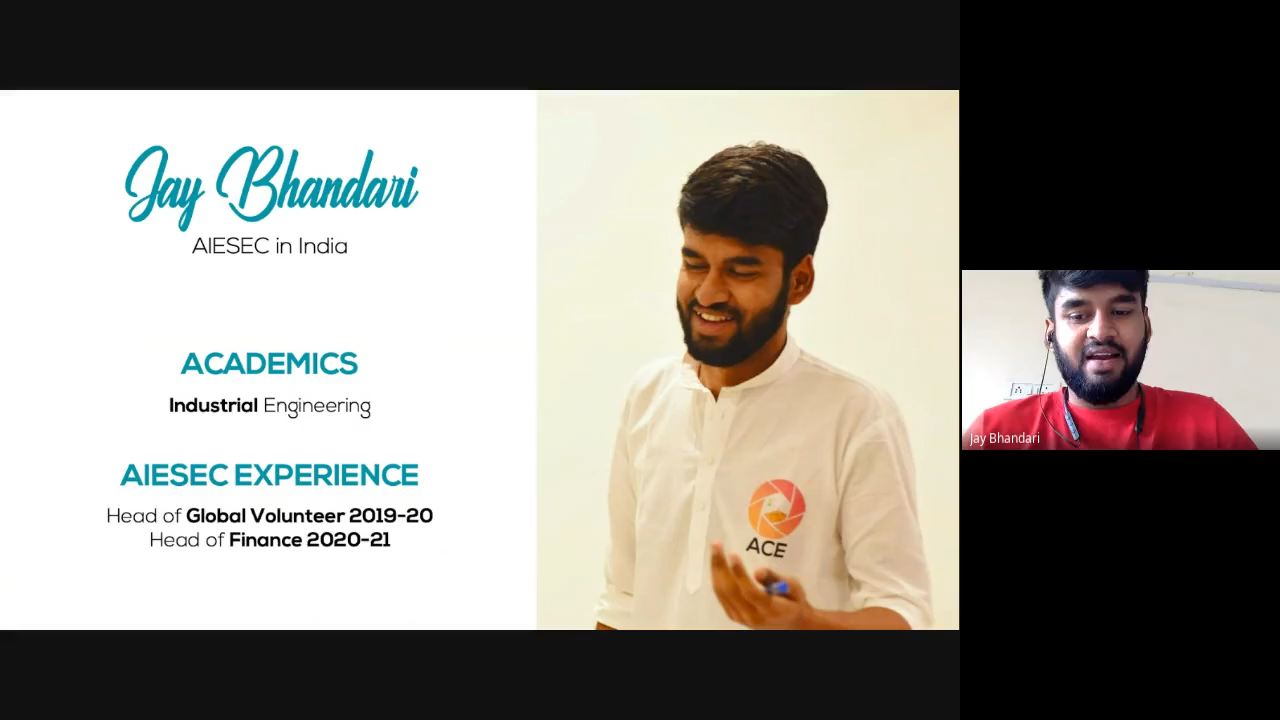 Jay Bhandari
AIESEC in India
ACADEMICS
Industrial Engineering
AIESEC EXPERIENCE
Head of Global Volunteer 2019-20
Head of Finance 2020-21
ACE
Jay Bhandari